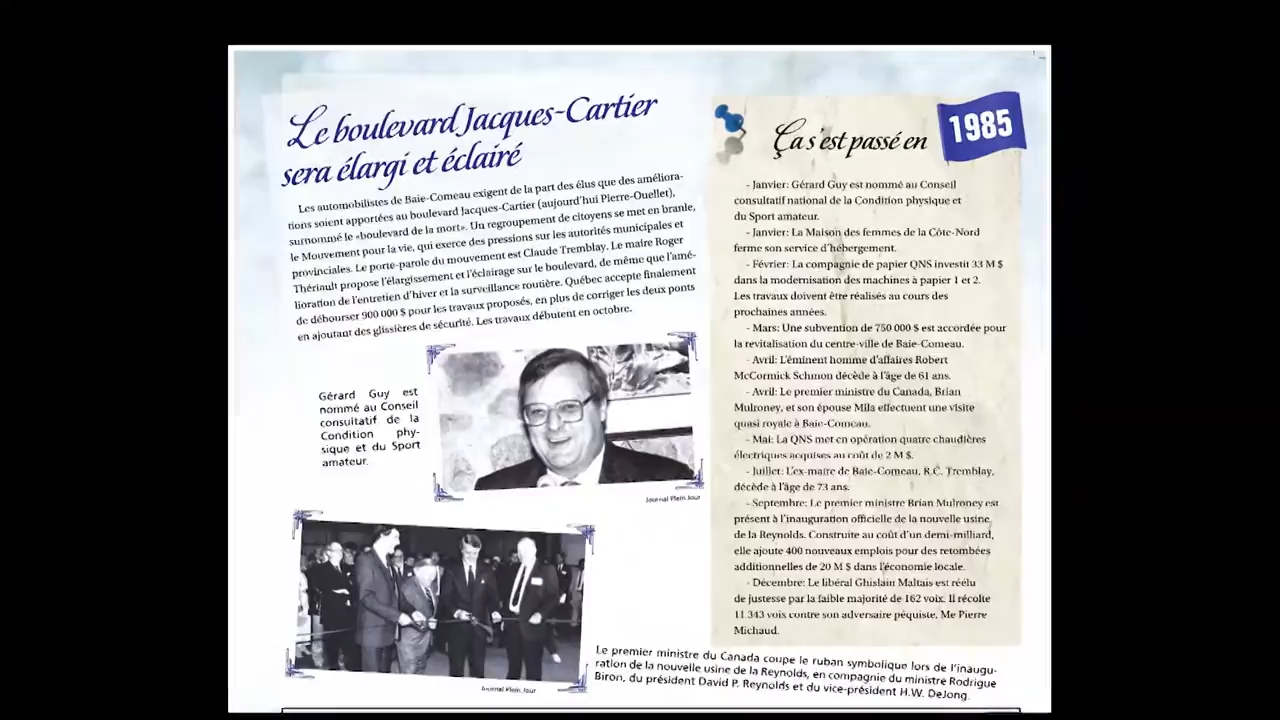 Le boulevard Jacques-Cartier
sera élargi et éclairé
Les automobilistes de Baie-Comeau exigent de la part des élus que des améliora-
tions soient apportées au boulevard Jacques-Cartier (aujourd'hui Pierre-Ouellet),
surnommé le «boulevard de la mort». Un regroupement de citoyens se met en branle,
le Mouvement pour la vie, qui exerce des pressions sur les autorités municipales et
provinciales. Le porte-parole du mouvement est Claude Tremblay. Le maire Roger
Thériault propose l'élargissement et l'éclairage sur le boulevard, de même que l'amé-
lioration de l'entretien d'hiver et la surveillance routière. Québec accepte finalement
de débourser 900 000 $ pour les travaux proposés, en plus de corriger les deux ponts
en ajoutant des glissières de sécurité. Les travaux débutent en octobre.
Gérard Guy est
nommé au Conseil
consultatif de la
Condition phy-
sique et du Sport
amateur.
Journal Plein Jour
Journal Plein Jour
Le premier ministre du Canada coupe le ruban symbolique lors de l'inaugu-
ration de la nouvelle usine de la Reynolds, en compagnie du ministre Rodrigue
Biron, du président David P. Reynolds et du vice-président H.W. DeJong.
Ça s'est passé en 1985
- Janvier: Gérard Guy est nommé au Conseil
consultatif national de la Condition physique et
du Sport amateur.
- Janvier: La Maison des femmes de la Côte-Nord
ferme son service d'hébergement.
- Février: La compagnie de papier QNS investit 33 M $
dans la modernisation des machines à papier 1 et 2.
Les travaux doivent être réalisés au cours des
prochaines années.
- Mars: Une subvention de 750 000 $ est accordée pour
la revitalisation du centre-ville de Baie-Comeau.
- Avril: L'éminent homme d'affaires Robert
McCormick Schmon décède à l'âge de 61 ans.
- Avril: Le premier ministre du Canada, Brian
Mulroney, et son épouse Mila effectuent une visite
quasi royale à Baie-Comeau.
- Mai: La QNS met en opération quatre chaudières
électriques acquises au coût de 2 M $.
- Juillet: L'ex-maire de Baie-Comeau, R.C. Tremblay,
décède à l'âge de 73 ans.
- Septembre: Le premier ministre Brian Mulroney est
présent à l'inauguration officielle de la nouvelle usine
de la Reynolds. Construite au coût d'un demi-milliard,
elle ajoute 400 nouveaux emplois pour des retombées
additionnelles de 20 M $ dans l'économie locale.
- Décembre: Le libéral Ghislain Maltais est réélu
de justesse par la faible majorité de 162 voix. Il récolte
11 343 voix contre son adversaire péquiste, Me Pierre
Michaud.